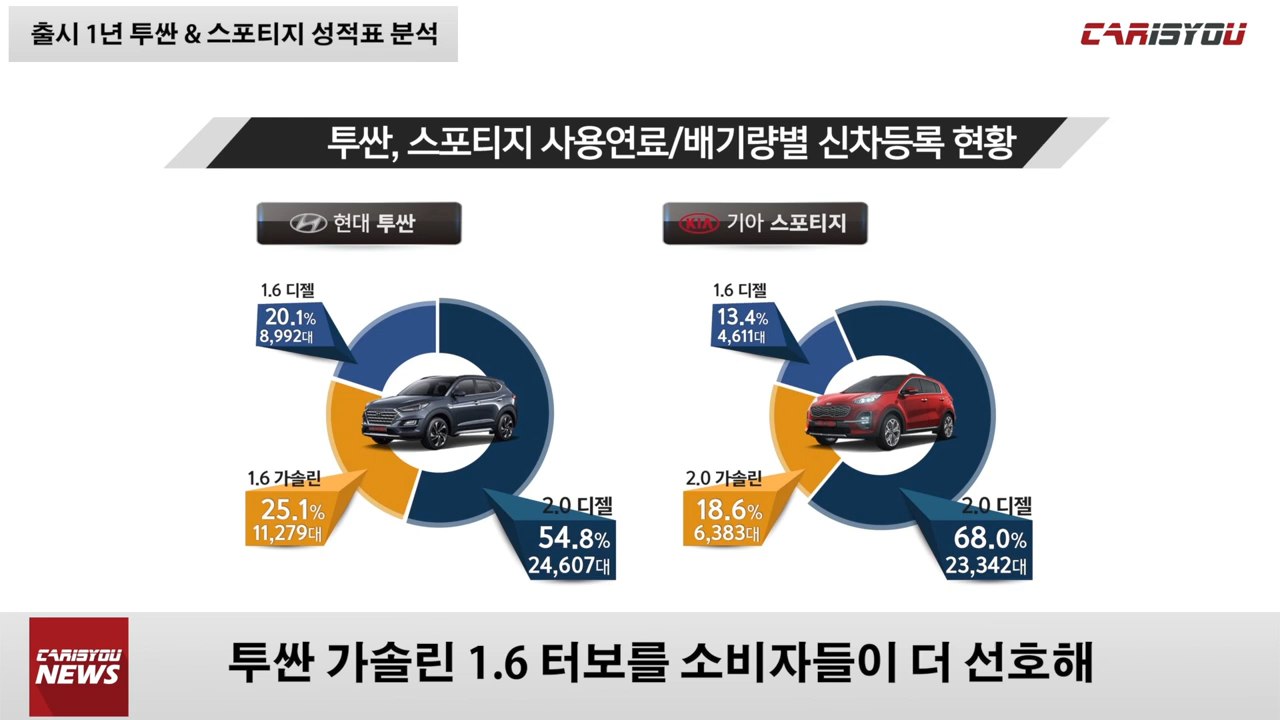 출시 1년 투싼 & 스포티지 성적표 분석
CARISYOU
투싼, 스포티지 사용연료/배기량별 신차등록 현황
현대 투싼
1.6 디젤
20.1%
8,992대
1.6 가솔린
25.1%
11,279대
2.0 디젤
54.8%
24,607대
KIA 기아 스포티지
1.6 디젤
13.4%
4,611대
2.0 가솔린
18.6%
6,383대
2.0 디젤
68.0%
23,342대
CARISYOU
NEWS
투싼 가솔린 1.6 터보를 소비자들이 더 선호해